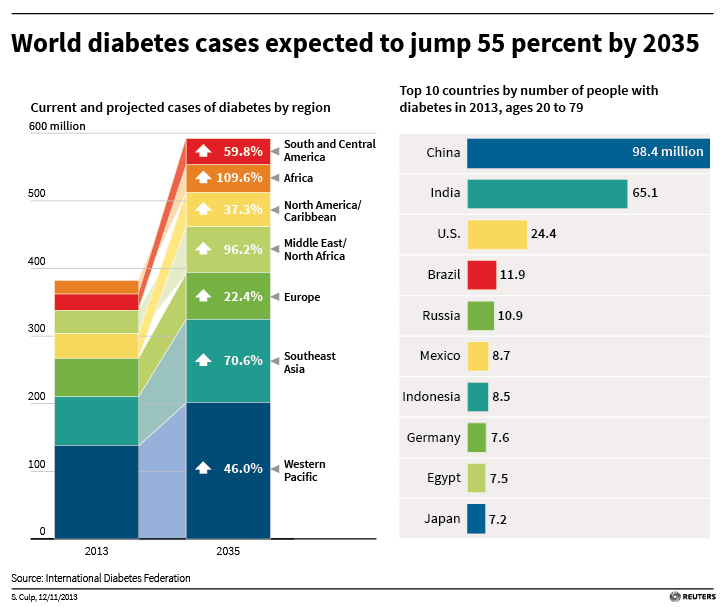 World diabetes cases expected to jump 55 percent by 2035
Current and projected cases of diabetes by region
600 million
500
400
300
200
100
0
59.8%
South and Central
America
109.6%
Africa
37.3%
North America/
Caribbean
96.2%
Middle East/
North Africa
22.4%
Europe
70.6%
Southeast
Asia
46.0%
Western
Pacific
2013
2035
Top 10 countries by number of people with
diabetes in 2013, ages 20 to 79
China 98.4 million
India 65.1
U.S. 24.4
Brazil 11.9
Russia 10.9
Mexico 8.7
Indonesia 8.5
Germany 7.6
Egypt 7.5
Japan 7.2
Source: International Diabetes Federation
S. Culp, 12/11/2013
REUTERS